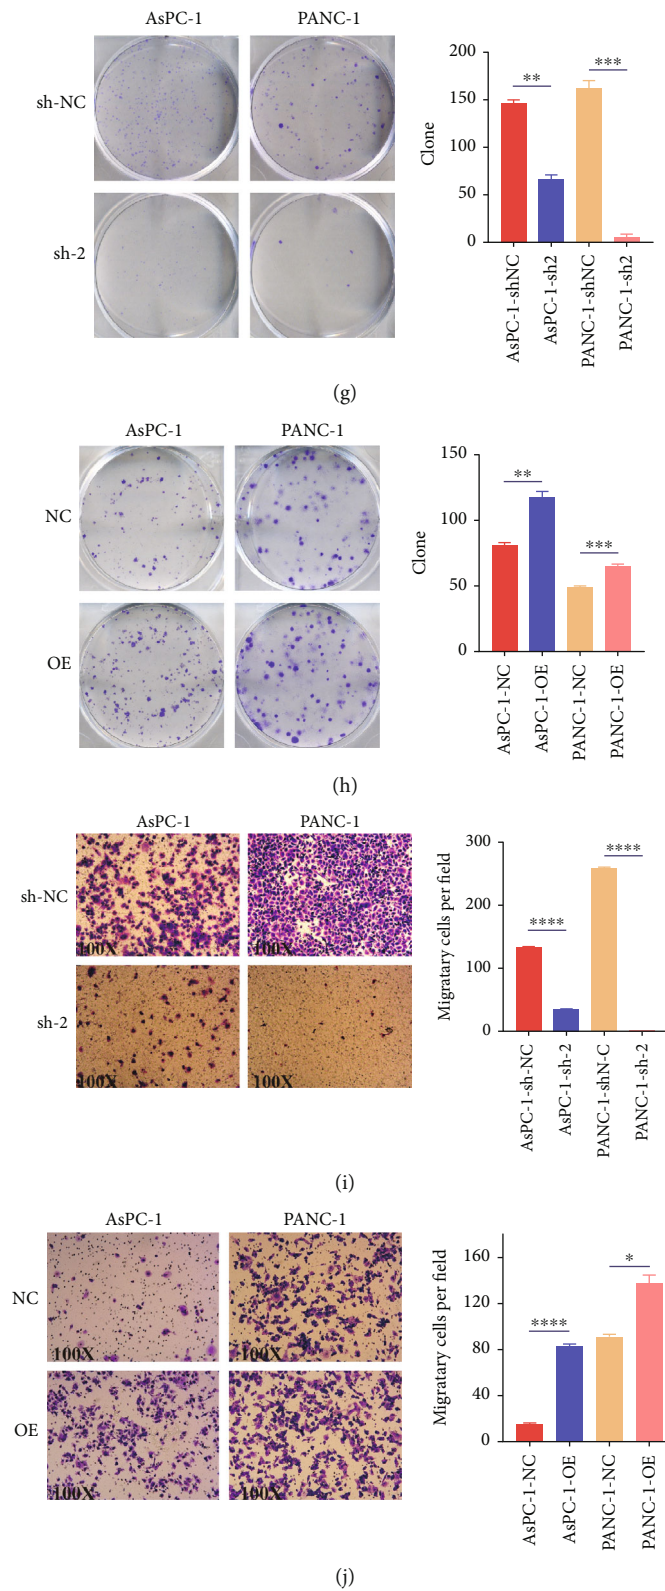 AsPC-1 PANC-1
sh-NC
sh-2
Clone
200
150
100
50
0
** ***
AsPC-1-shNC
AsPC-1-sh2
PANC-1-shNC
PANC-1-sh2
(g)
AsPC-1 PANC-1
NC
OE
Clone
150
100
50
0
** ***
AsPC-1-NC
AsPC-1-OE
PANC-1-NC
PANC-1-OE
(h)
AsPC-1 PANC-1
sh-NC
100X 100X
sh-2
100X 100X
Migratary cells per field
300
200
100
0
**** ****
AsPC-1-sh-NC
AsPC-1-sh-2
PANC-1-shN-C
PANC-1-sh-2
(i)
AsPC-1 PANC-1
NC
100X 100X
OE
100X 100X
Migratary cells per field
160
120
80
40
0
**** *
AsPC-1-NC
AsPC-1-OE
PANC-1-NC
PANC-1-OE
(j)